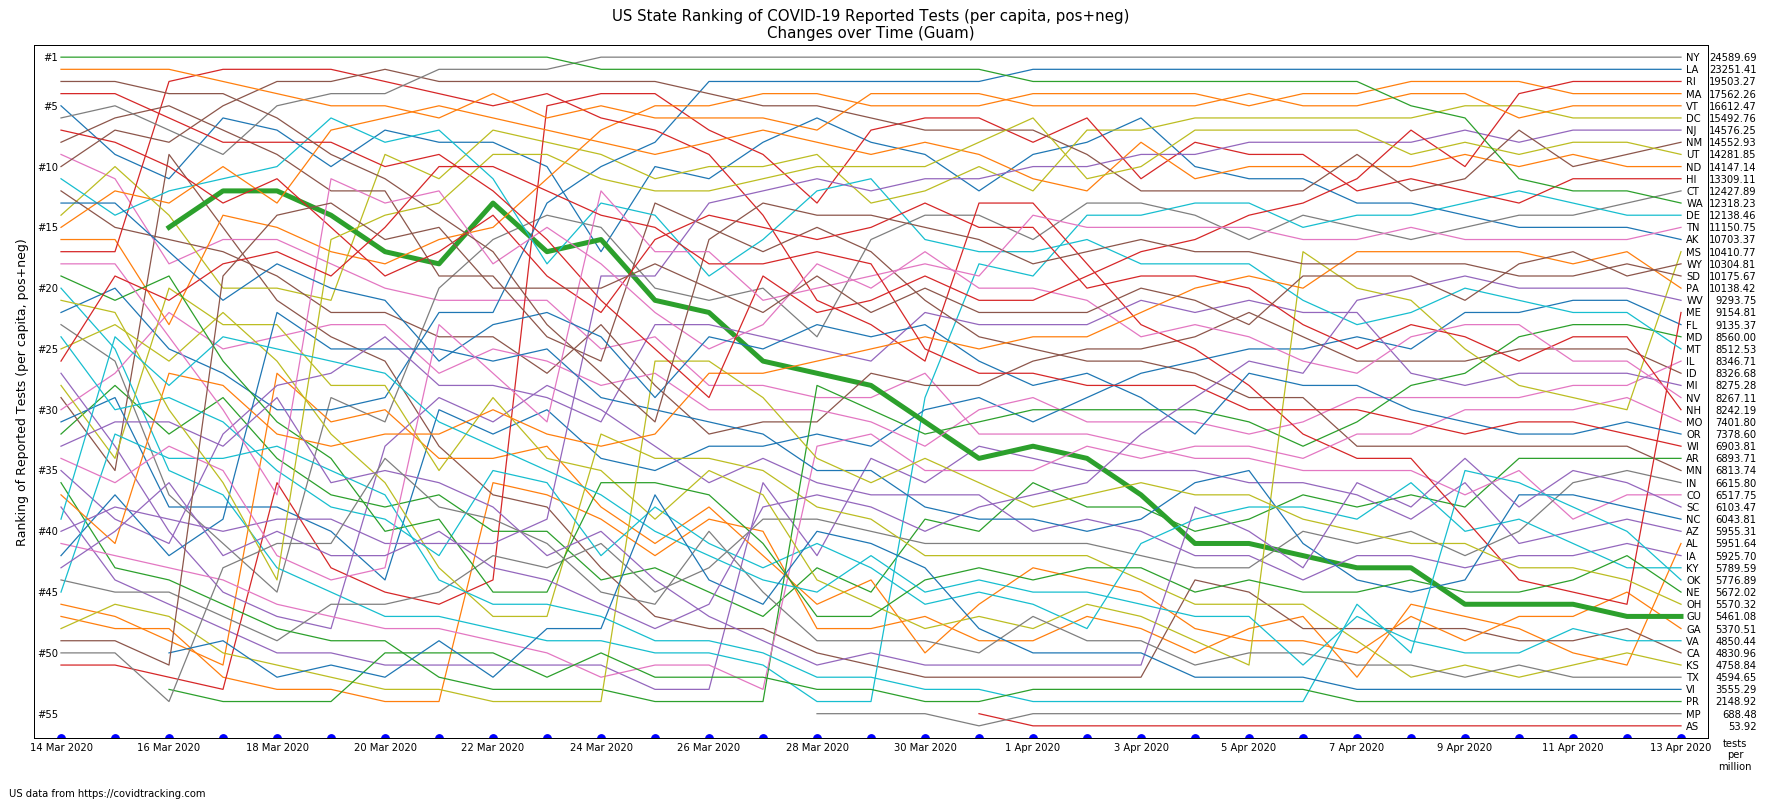 US State Ranking of COVID-19 Reported Tests (per capita, pos+neg)
Changes over Time (Guam)
Ranking of Reported Tests (per capita, pos+neg)
#1
#5
#10
#15
#20
#25
#30
#35
#40
#45
#50
#55
NY 24589.69
LA 23251.41
RI 19503.27
MA 17562.26
VT 16612.47
DC 15492.76
NJ 14576.25
NM 14552.93
UT 14281.85
ND 14147.14
HI 13309.11
CT 12427.89
WA 12318.23
DE 12138.46
TN 11150.75
AK 10703.37
MS 10410.77
WY 10304.81
SD 10175.67
PA 10138.42
WV 9293.75
ME 9154.81
FL 9135.37
MD 8560.00
MT 8512.53
IL 8346.71
ID 8326.68
MI 8275.28
NV 8267.11
NH 8242.19
MO 7401.80
OR 7378.60
WI 6903.81
AR 6893.71
MN 6813.74
IN 6615.80
CO 6517.75
SC 6103.47
NC 6043.81
AZ 5955.31
AL 5951.64
IA 5925.70
KY 5789.59
OK 5776.89
NE 5672.02
OH 5570.32
GU 5461.08
GA 5370.51
VA 4850.44
CA 4830.96
KS 4758.84
TX 4594.65
VI 3555.29
PR 2148.92
MP 688.48
AS 53.92
14 Mar 2020 16 Mar 2020 18 Mar 2020 20 Mar 2020 22 Mar 2020 24 Mar 2020 26 Mar 2020 28 Mar 2020 30 Mar 2020 1 Apr 2020 3 Apr 2020 5 Apr 2020 7 Apr 2020 9 Apr 2020 11 Apr 2020 13 Apr 2020
tests
per
million
US data from https://covidtracking.com